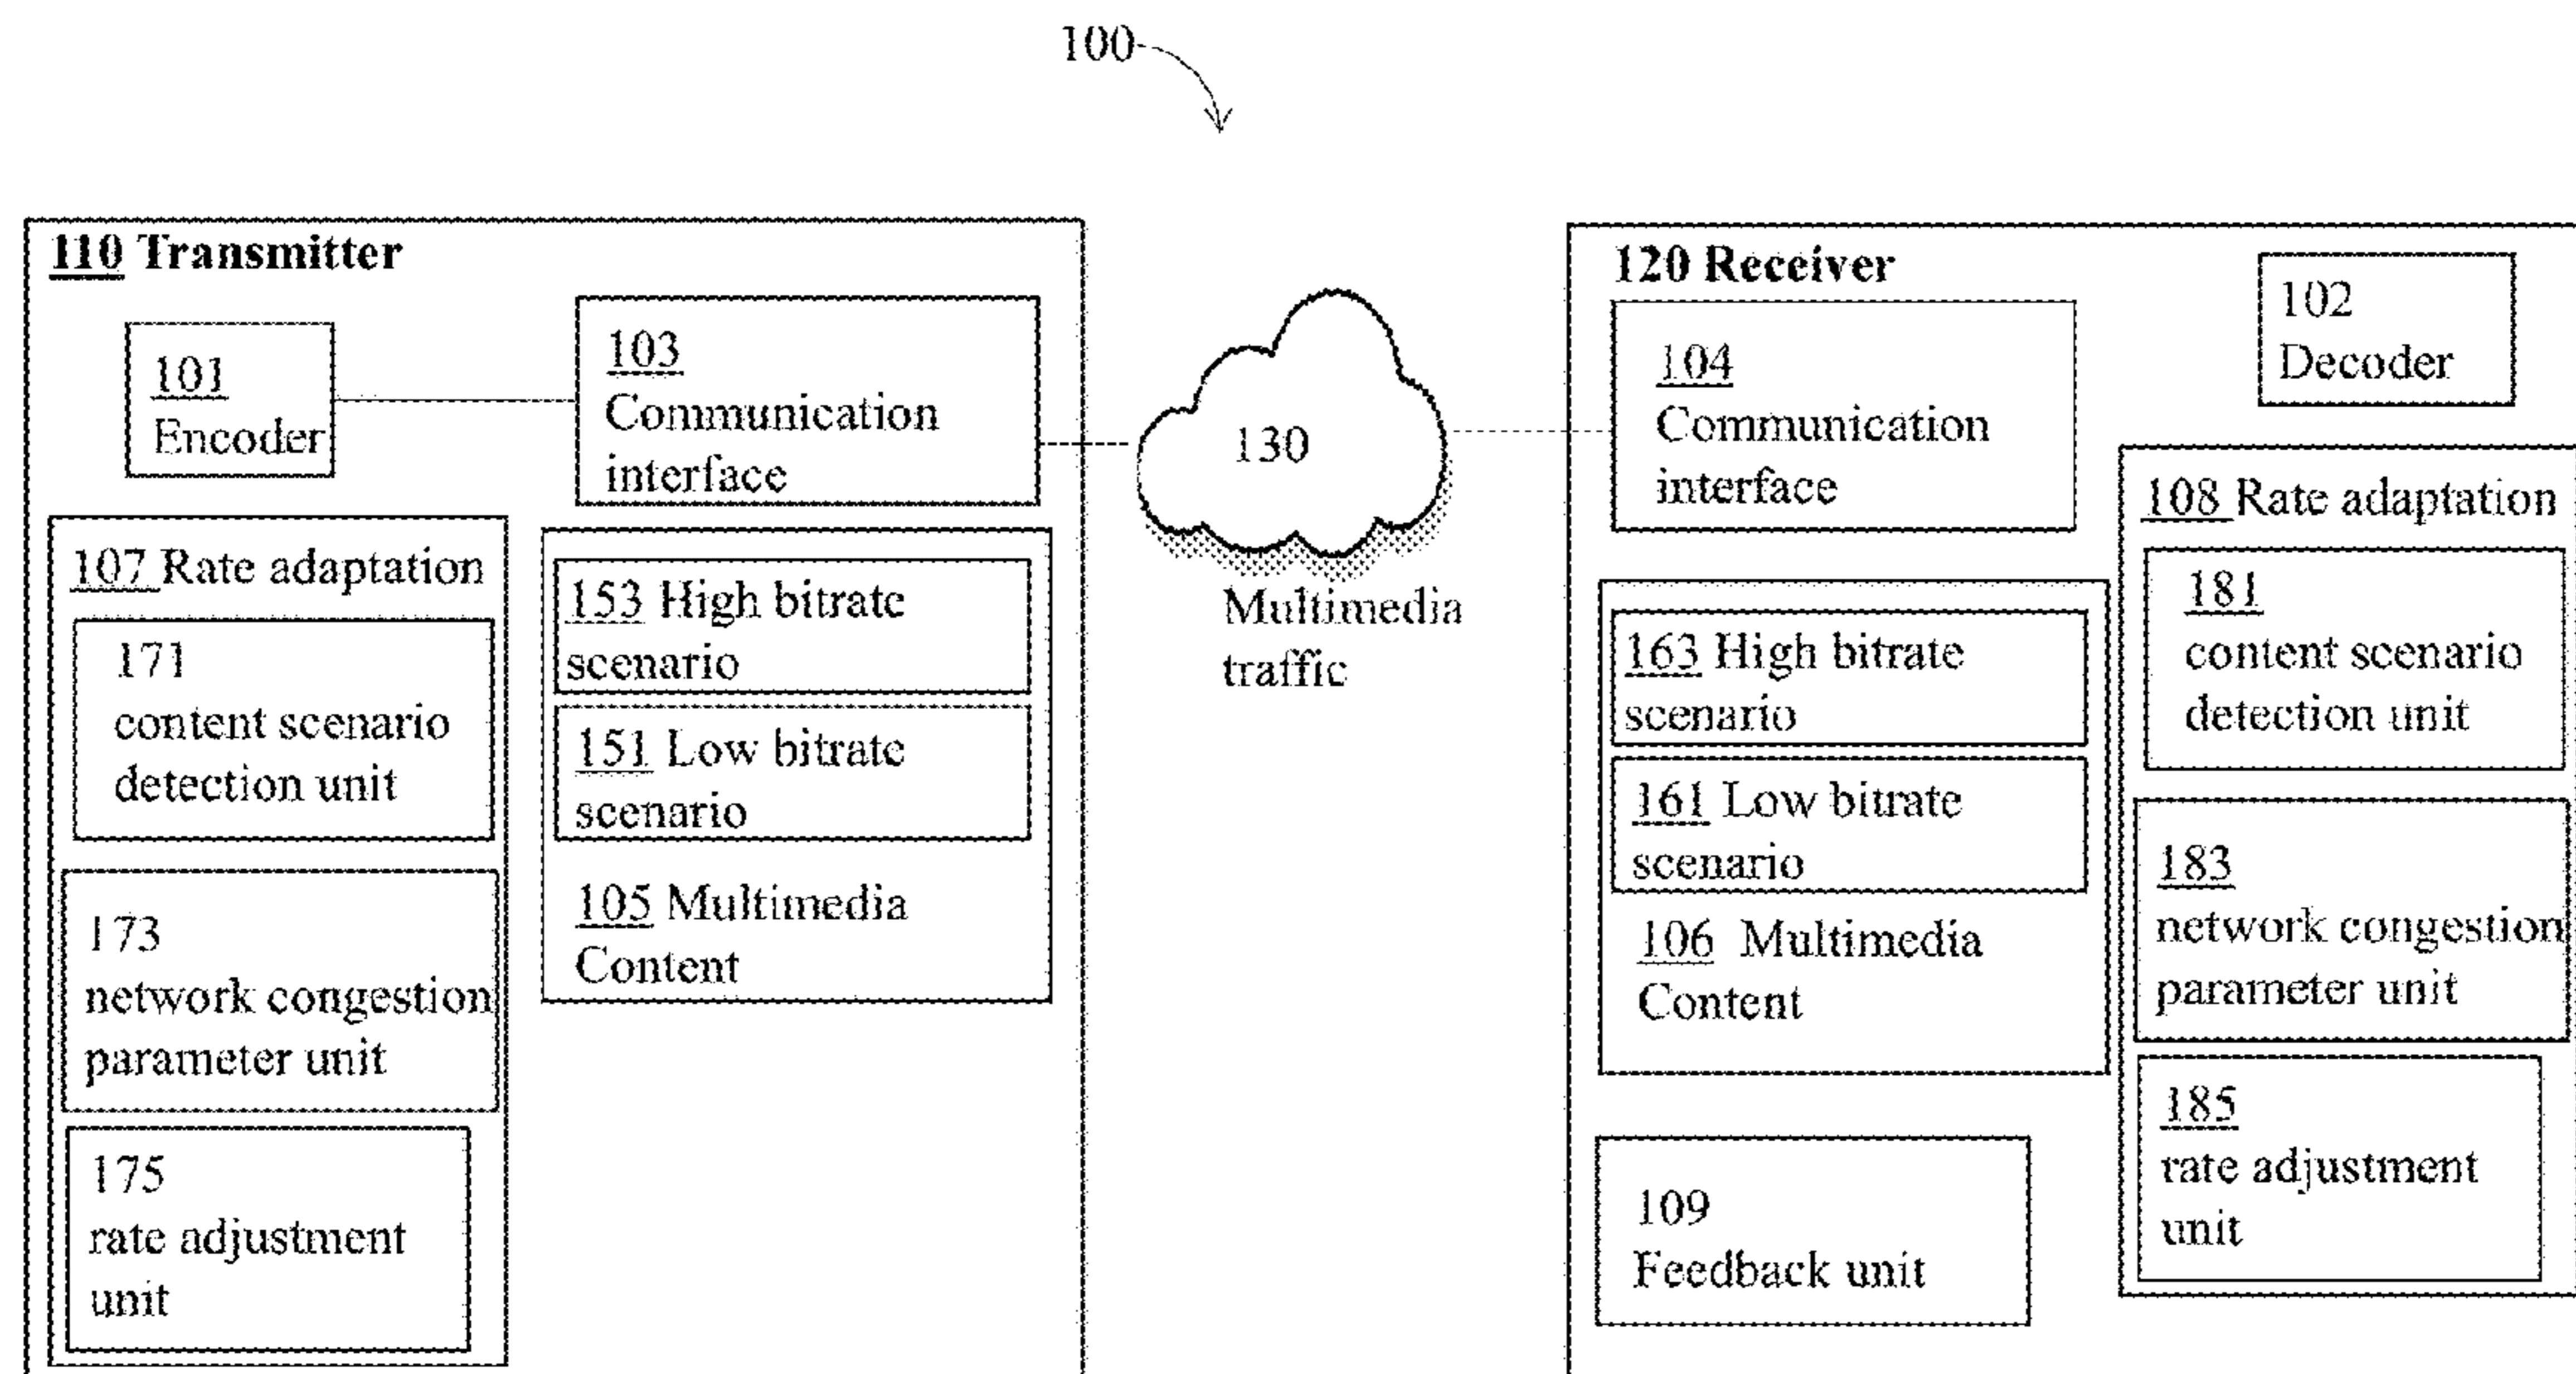 100
110 Transmitter
101
Encoder
103
Communication
interface
107 Rate adaptation
171
content scenario
detection unit
173
network congestion
parameter unit
175
rate adjustment
unit
153 High bitrate
scenario
151 Low bitrate
scenario
105 Multimedia
Content
130
Multimedia
traffic
120 Receiver
104
Communication
interface
102
Decoder
163 High bitrate
scenario
161 Low bitrate
scenario
106 Multimedia
Content
109
Feedback unit
108 Rate adaptation
181
content scenario
detection unit
183
network congestion
parameter unit
185
rate adjustment
unit